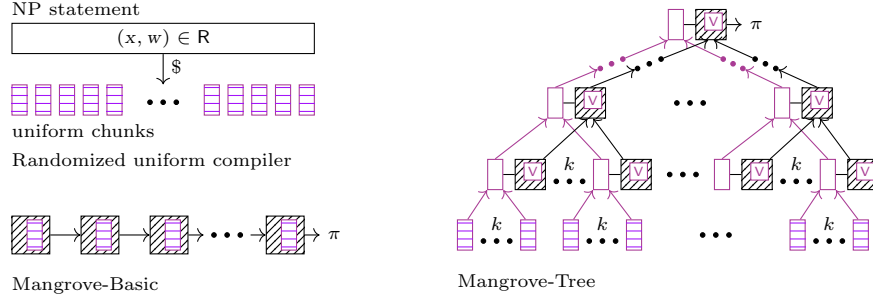 NP statement
(x, w) ∈ R
$
uniform chunks
Randomized uniform compiler
π
Mangrove-Basic
V π
V V
V k V V k V
k k k
Mangrove-Tree